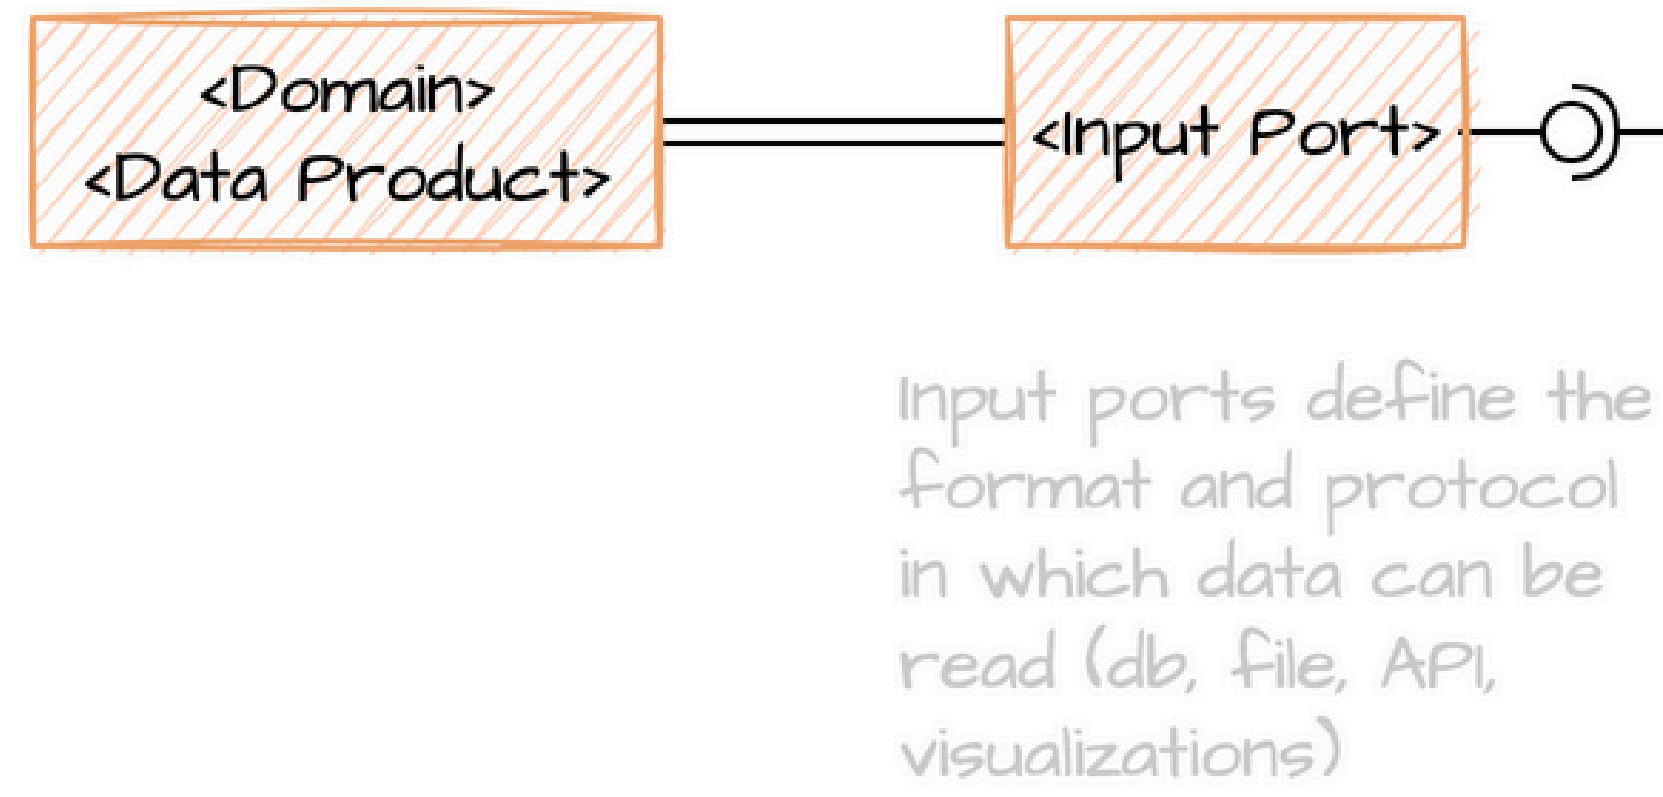 <Domain>
<Data Product>
<Input Port>
Input ports define the
format and protocol
in which data can be
read (db, file, API,
visualizations)